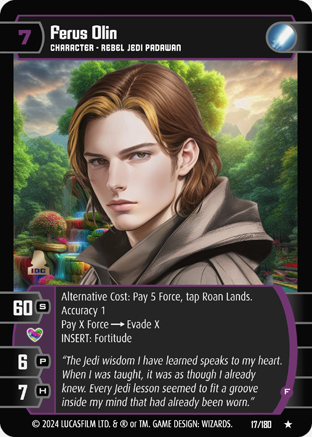 7
Ferus Olin
CHARACTER • REBEL JEDI PADAWAN
IDC
60 S
6 P
7 H
Alternative Cost: Pay 5 Force, tap Roan Lands.
Accuracy 1
Pay X Force → Evade X
INSERT: Fortitude
“The Jedi wisdom I have learned speaks to my heart.
When I was taught, it was as though I already
knew. Every Jedi lesson seemed to fit a groove
inside my mind that had already been worn.”
F
© 2024 LUCASFILM LTD. & ® or TM. GAME DESIGN: WIZARDS.
17/180 ★